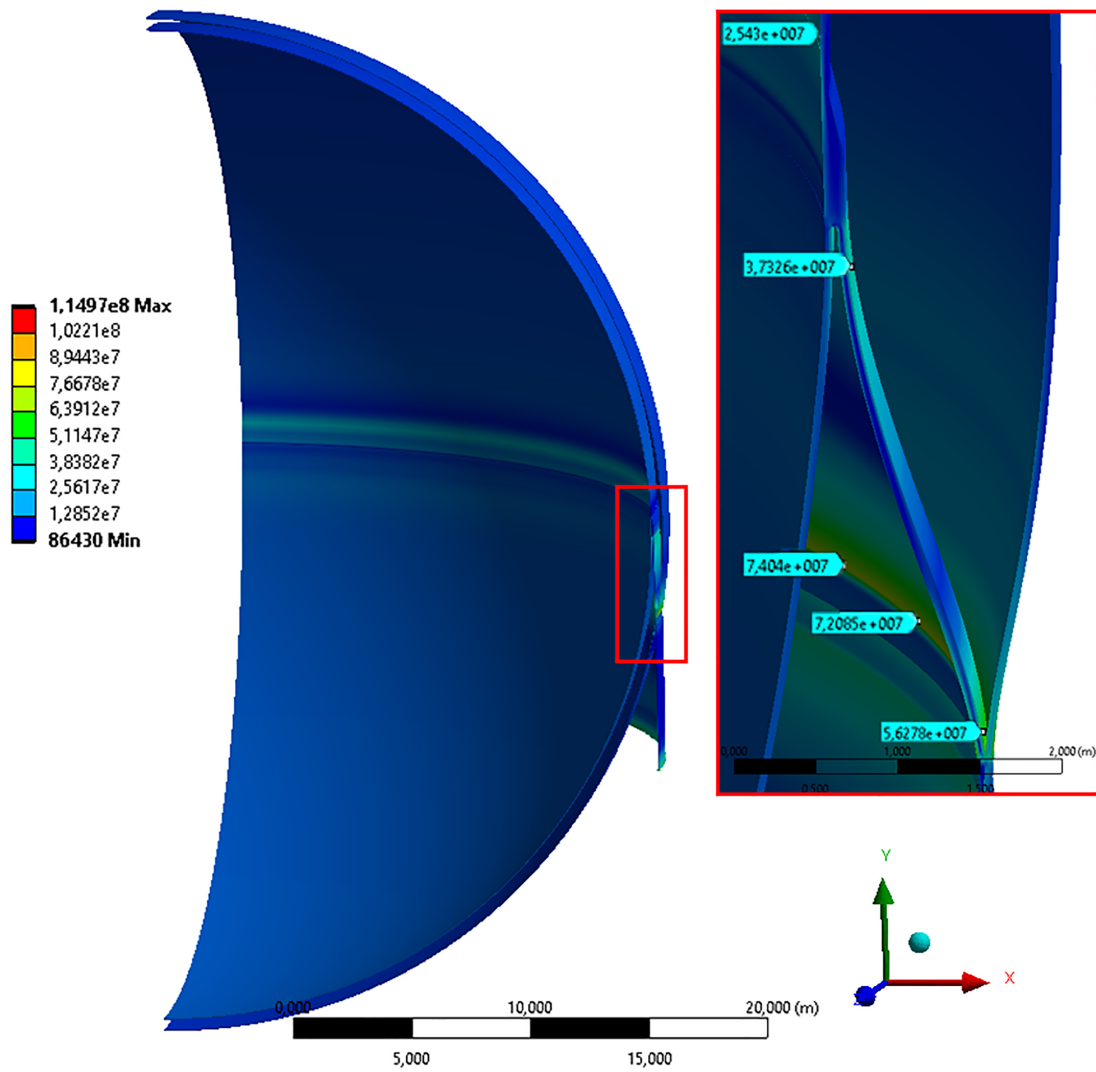 1,1497e8 Max
1,0221e8
8,9443e7
7,6678e7
6,3912e7
5,1147e7
3,8382e7
2,5617e7
1,2852e7
86430 Min
2,543e+007
3,7326e+007
7,404e+007
7,2085e+007
5,6278e+007
0,000 1,000 2,000 (m)
0,500 1,500
Y
X
Z
0,000 10,000 20,000 (m)
5,000 15,000